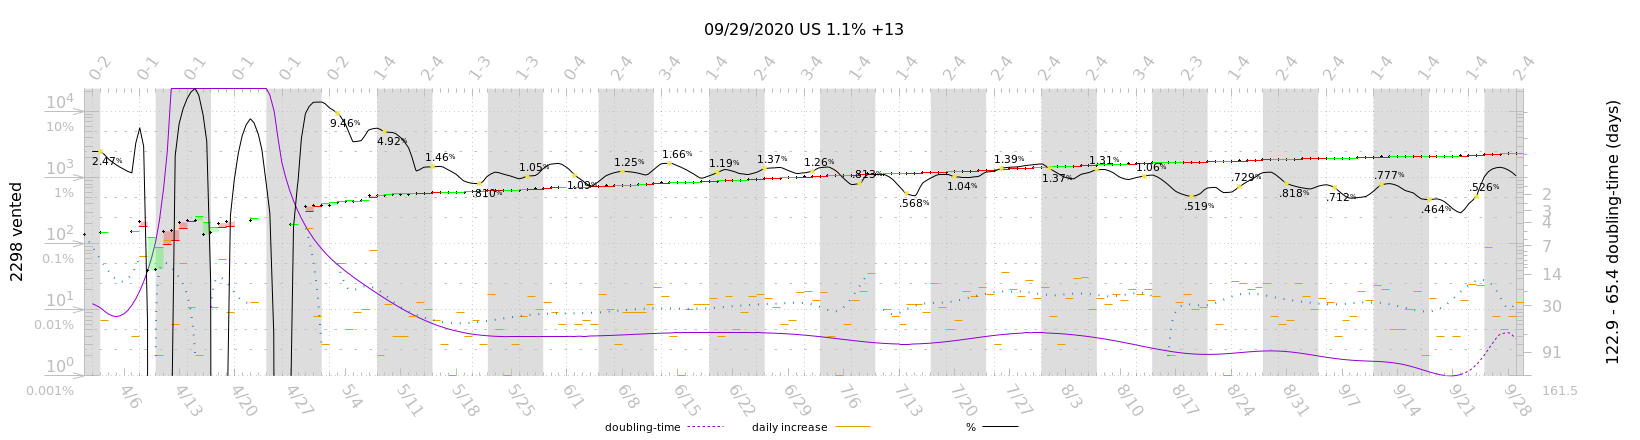 09/29/2020 US 1.1% +13
0-2 0-1 0-1 0-1 0-1 0-2 1-4 2-4 1-3 1-3 0-4 2-4 3-4 1-4 2-4 3-4 1-4 1-4 2-4 2-4 2-4 2-4 3-4 2-3 2-4 2-4 2-4 1-4 1-4 1-4 2-4
10⁴
10%
10³
1%
10²
0.1%
10¹
0.01%
10⁰
0.001%
2298 vented
2.47% 9.46% 4.92% 1.46% .810% 1.05% 1.09% 1.25% 1.66% 1.19% 1.37% 1.26% .813% .568% 1.04% 1.39% 1.37% 1.31% 1.06% .519% .729% .818% .712% .777% .464% .526%
2
3
4
7
14
30
91
161.5
122.9 - 65.4 doubling-time (days)
4/6 4/13 4/20 4/27 5/4 5/11 5/18 5/25 6/1 6/8 6/15 6/22 6/29 7/6 7/13 7/20 7/27 8/3 8/10 8/17 8/24 8/31 9/7 9/14 9/21 9/28
doubling-time daily increase %